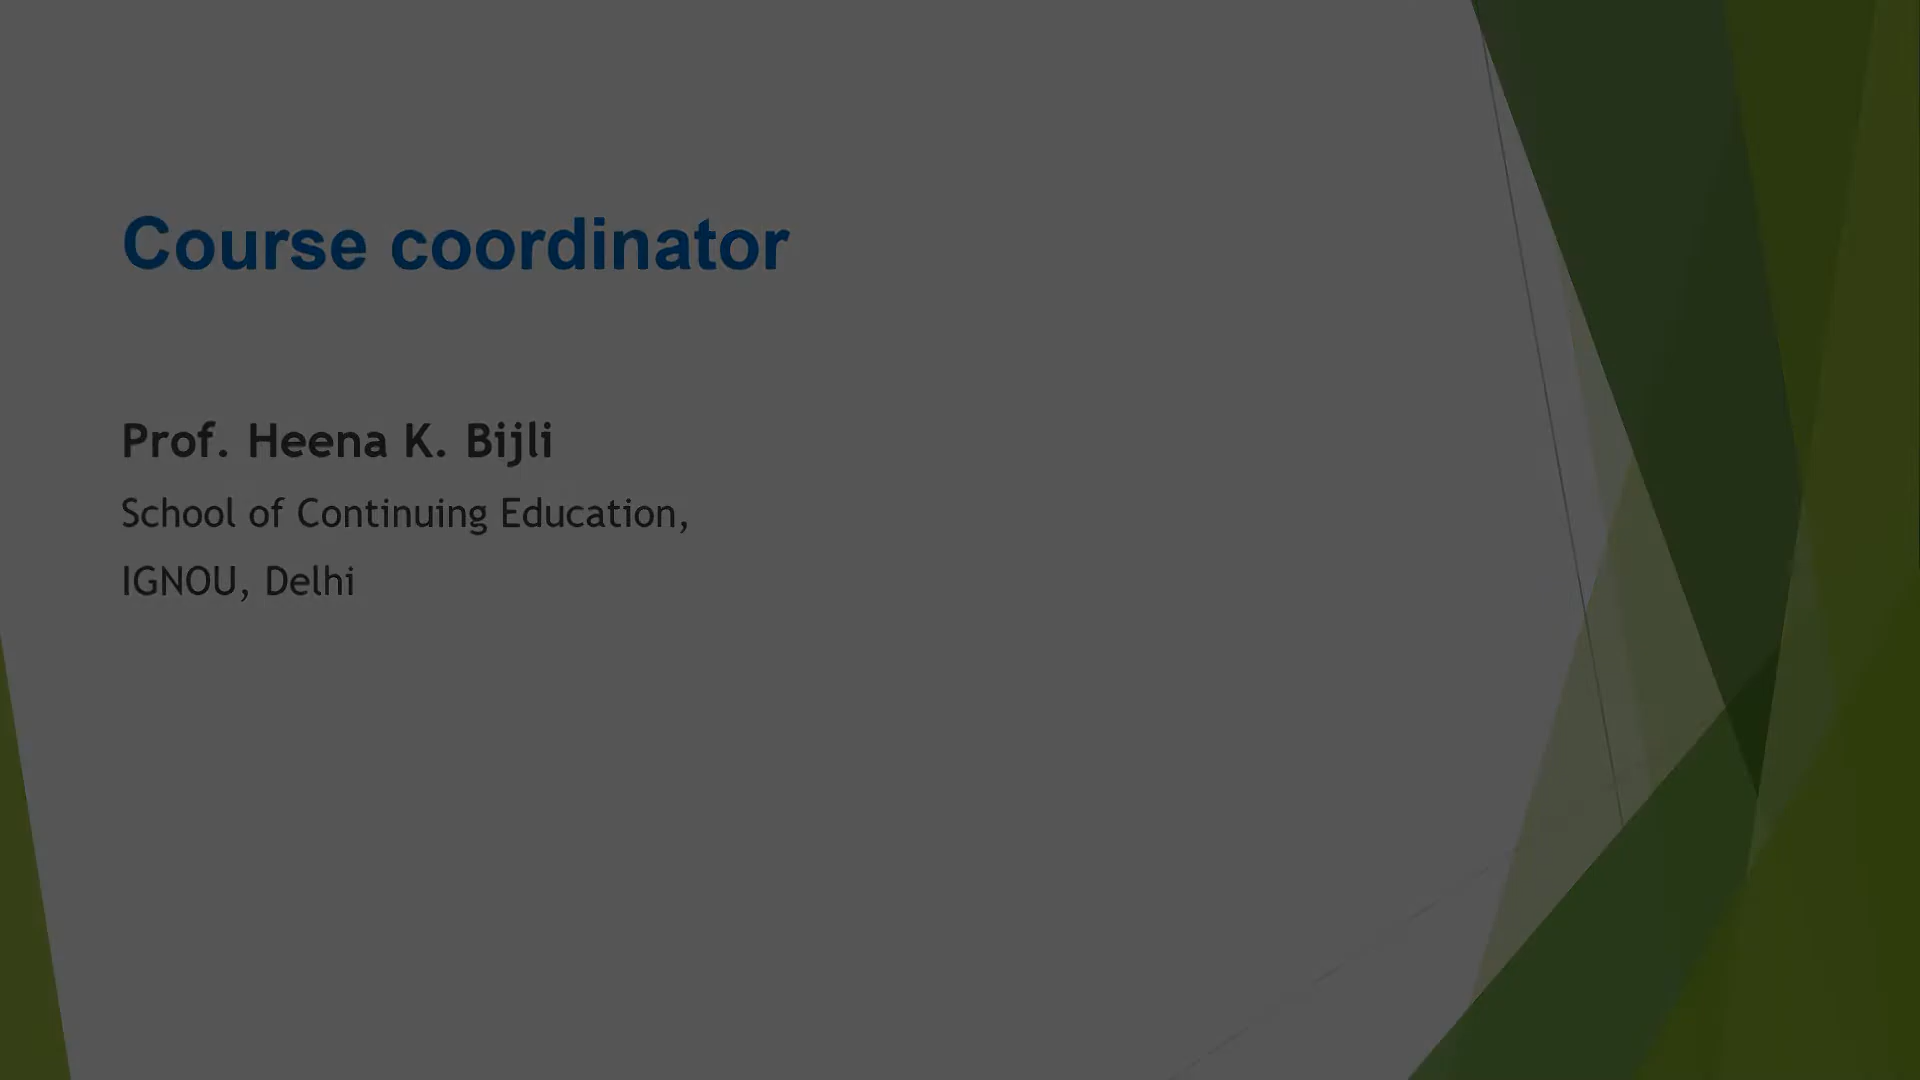 Course coordinator
Prof. Heena K. Bijli
School of Continuing Education,
IGNOU, Delhi